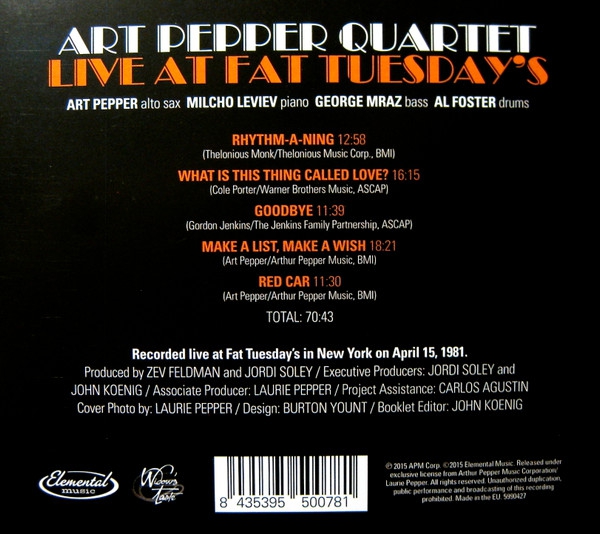 ART PEPPER QUARTET
LIVE AT FAT TUESDAY'S
ART PEPPER alto sax MILCHO LEVIEV piano GEORGE MRAZ bass AL FOSTER drums
RHYTHM-A-NING 12:58
(Thelonious Monk/Thelonious Music Corp., BMI)
WHAT IS THIS THING CALLED LOVE? 16:15
(Cole Porter/Warner Brothers Music, ASCAP)
GOODBYE 11:39
(Gordon Jenkins/The Jenkins Family Partnership, ASCAP)
MAKE A LIST, MAKE A WISH 18:21
(Art Pepper/Arthur Pepper Music, BMI)
RED CAR 11:30
(Art Pepper/Arthur Pepper Music, BMI)
TOTAL: 70:43
Recorded live at Fat Tuesday's in New York on April 15, 1981.
Produced by ZEV FELDMAN and JORDI SOLEY / Executive Producers: JORDI SOLEY and
JOHN KOENIG / Associate Producer: LAURIE PEPPER / Project Assistance: CARLOS AGUSTIN
Cover Photo by: LAURIE PEPPER / Design: BURTON YOUNT / Booklet Editor: JOHN KOENIG
Elemental
music
Widow's
Taste
8 435395 500781
℗ 2015 APM Corp. ©2015 Elemental Music. Released under
exclusive license from Arthur Pepper Music Corporation/
Laurie Pepper. All rights reserved. Unauthorized duplication,
public performance and broadcasting of this recording
prohibited. Made in the EU. 5990427